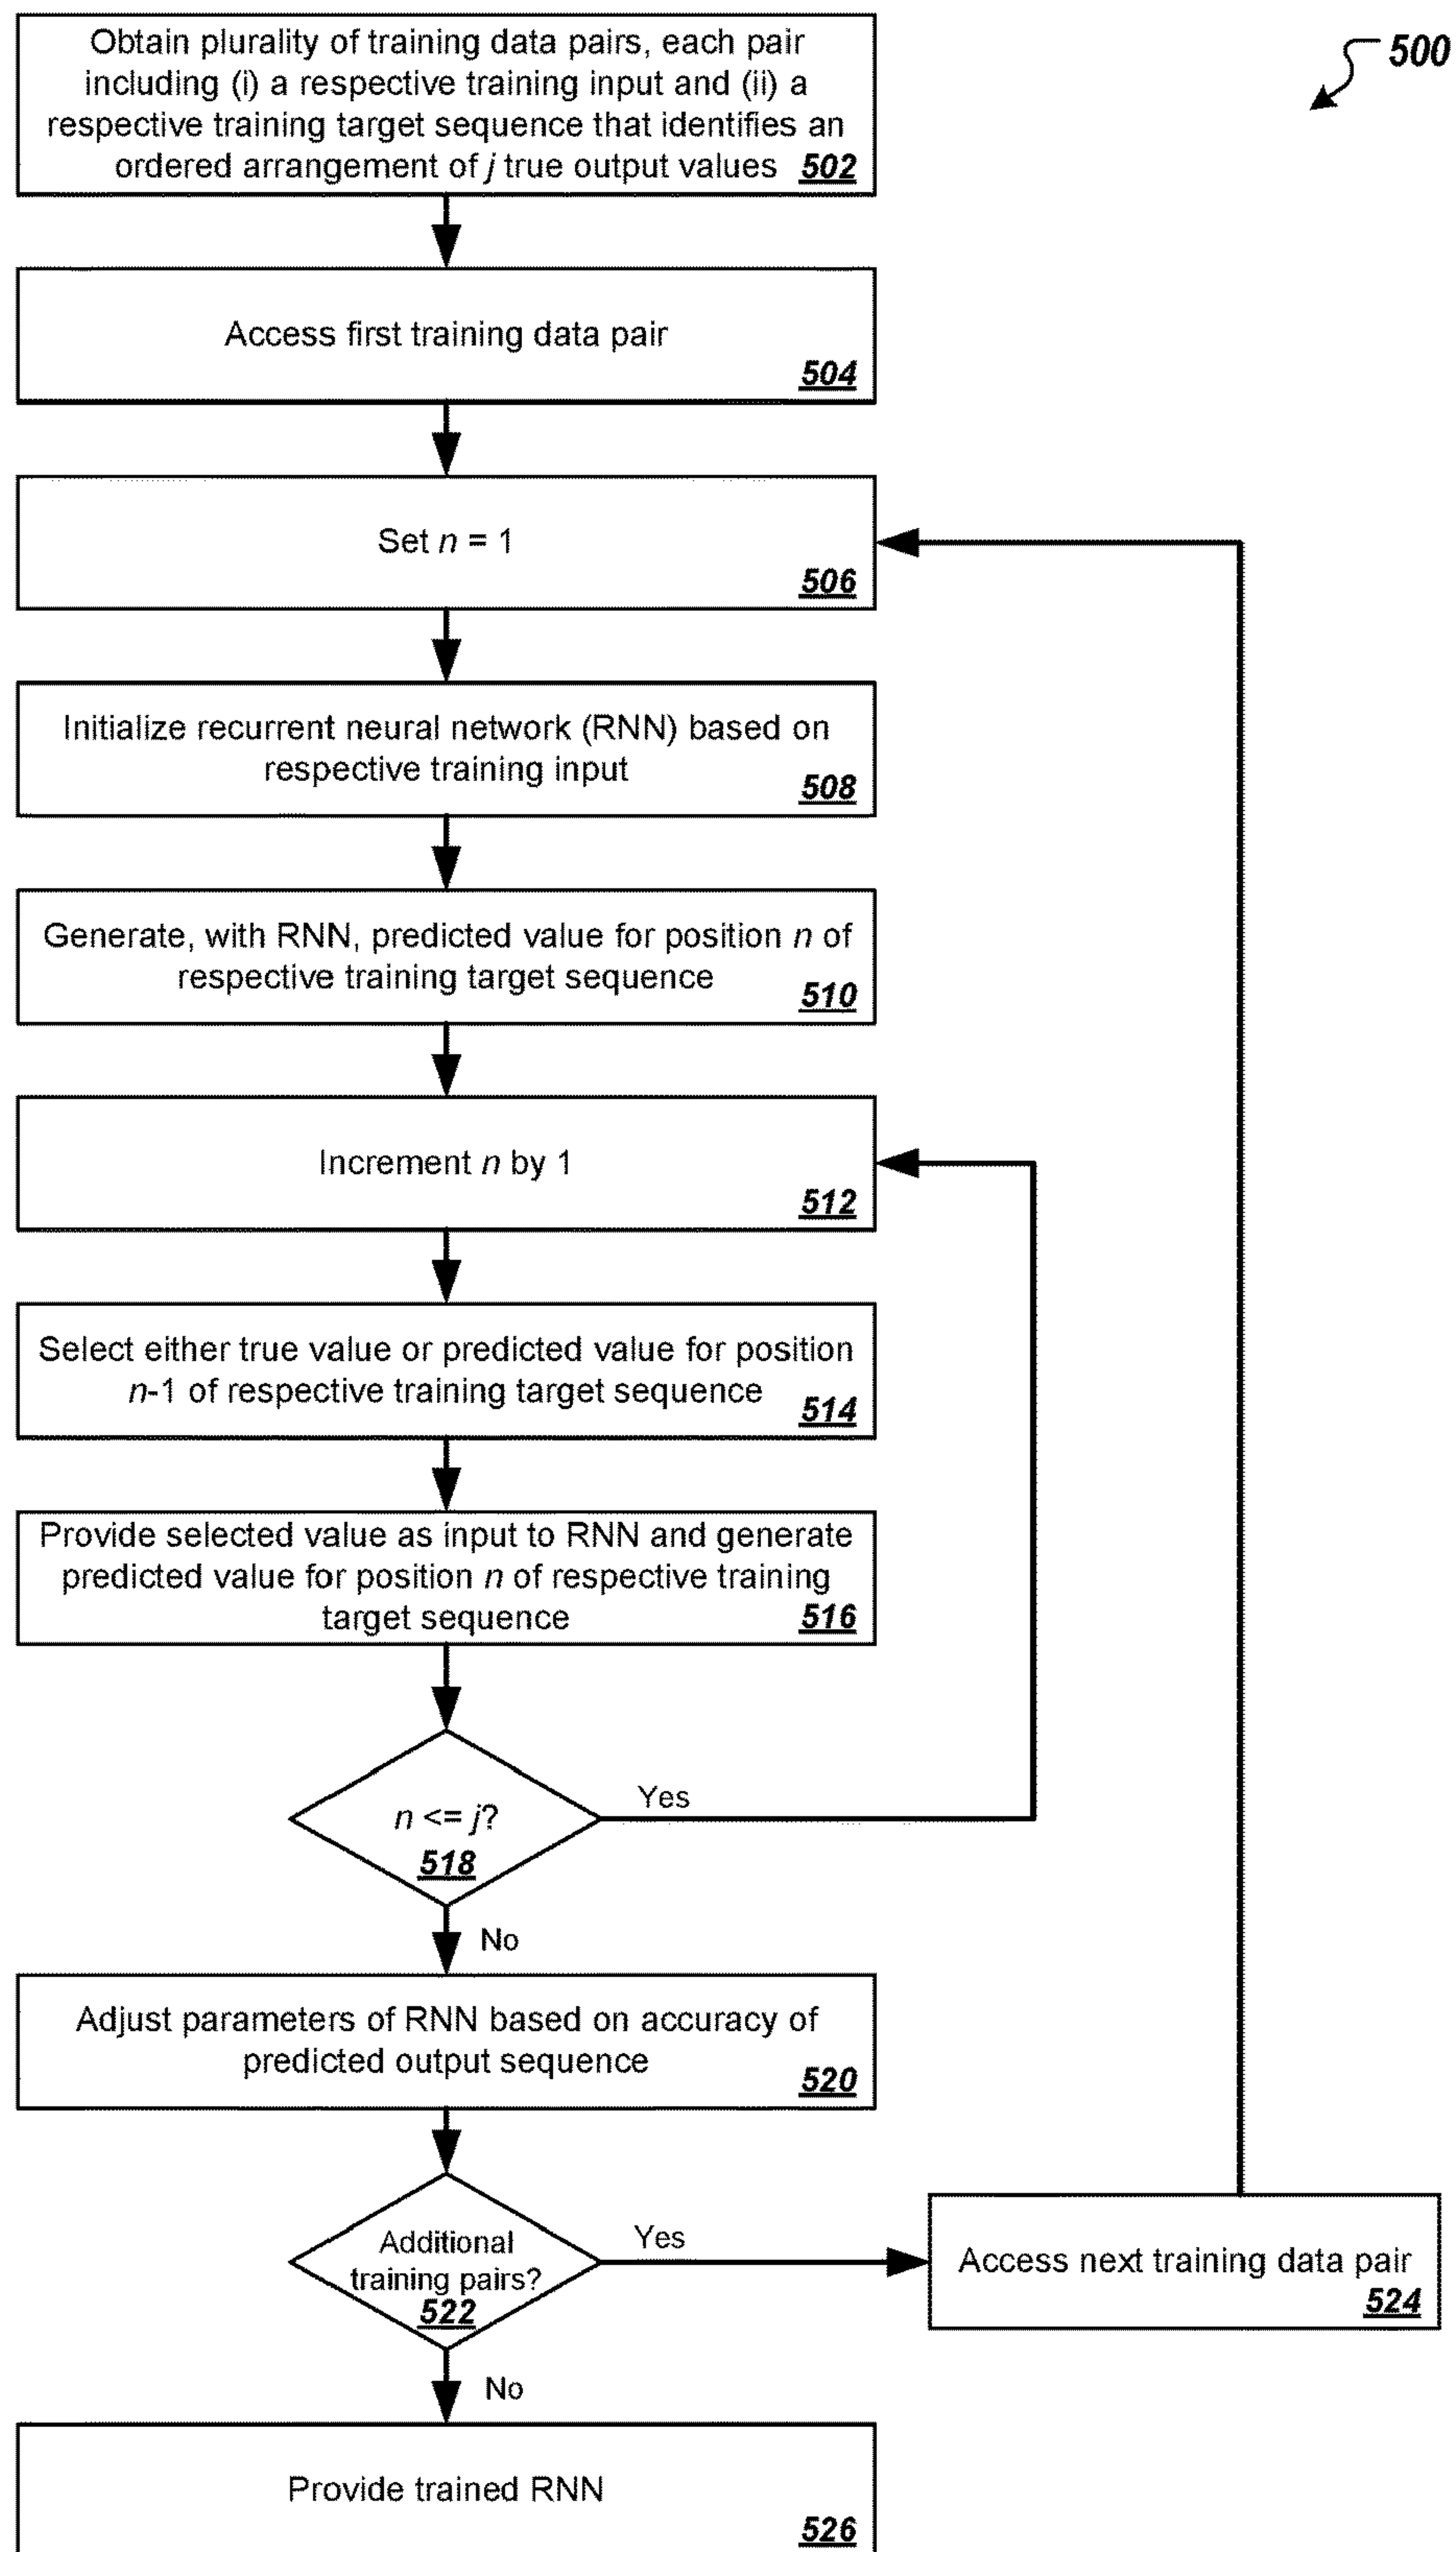 Obtain plurality of training data pairs, each pair
including (i) a respective training input and (ii) a
respective training target sequence that identifies an
ordered arrangement of j true output values 502
500
Access first training data pair
504
Set n = 1
506
Initialize recurrent neural network (RNN) based on
respective training input
508
Generate, with RNN, predicted value for position n of
respective training target sequence
510
Increment n by 1
512
Select either true value or predicted value for position
n-1 of respective training target sequence
514
Provide selected value as input to RNN and generate
predicted value for position n of respective training
target sequence
516
n <= j?
518
Yes
No
Adjust parameters of RNN based on accuracy of
predicted output sequence
520
Additional
training pairs?
522
Yes
Access next training data pair
524
No
Provide trained RNN
526